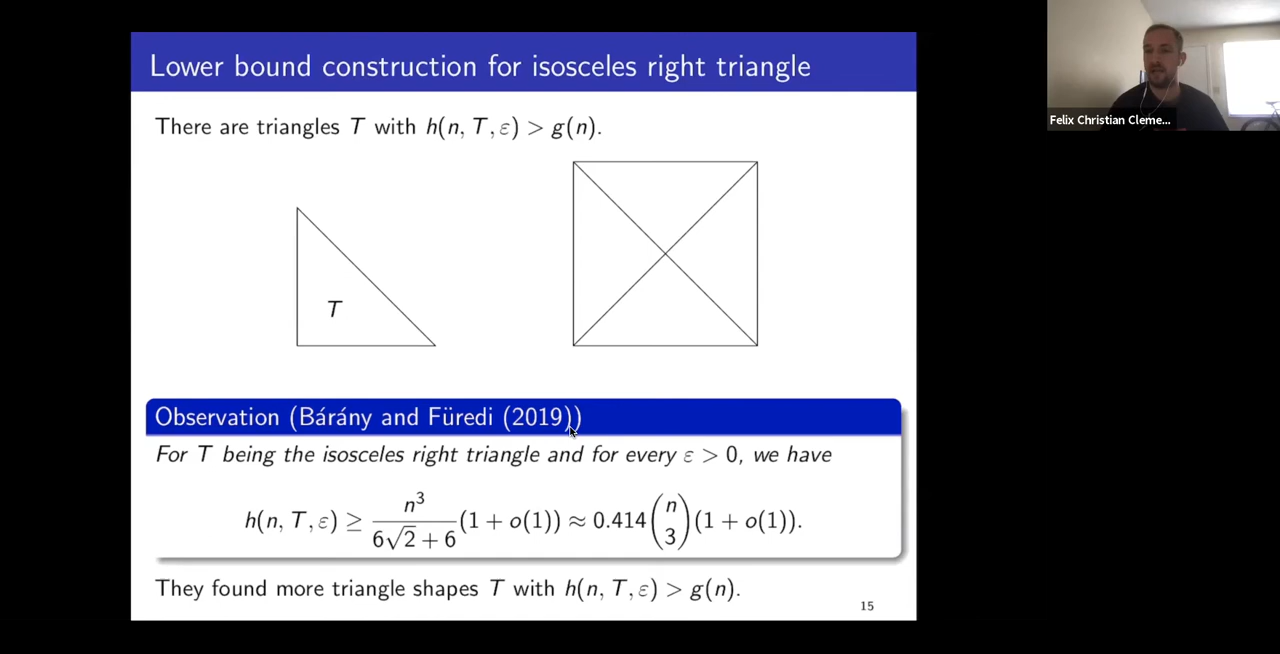 Lower bound construction for isosceles right triangle
There are triangles T with h(n, T, ε) > g(n).
T
Observation (Bárány and Füredi (2019))
For T being the isosceles right triangle and for every ε > 0, we have
h(n, T, ε) ≥ n³/(6√2 + 6) (1 + o(1)) ≈ 0.414 (n 3) (1 + o(1)).
They found more triangle shapes T with h(n, T, ε) > g(n).
15
Felix Christian Cleme...